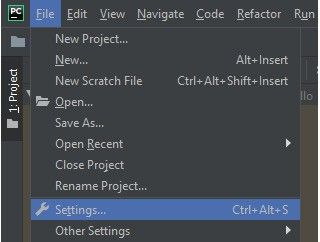 PC File Edit View Navigate Code Refactor Run
1: Project
New Project...
New... Alt+Insert
New Scratch File Ctrl+Alt+Shift+Insert
Open...
Save As...
Open Recent
Close Project
Rename Project...
Settings... Ctrl+Alt+S
Other Settings